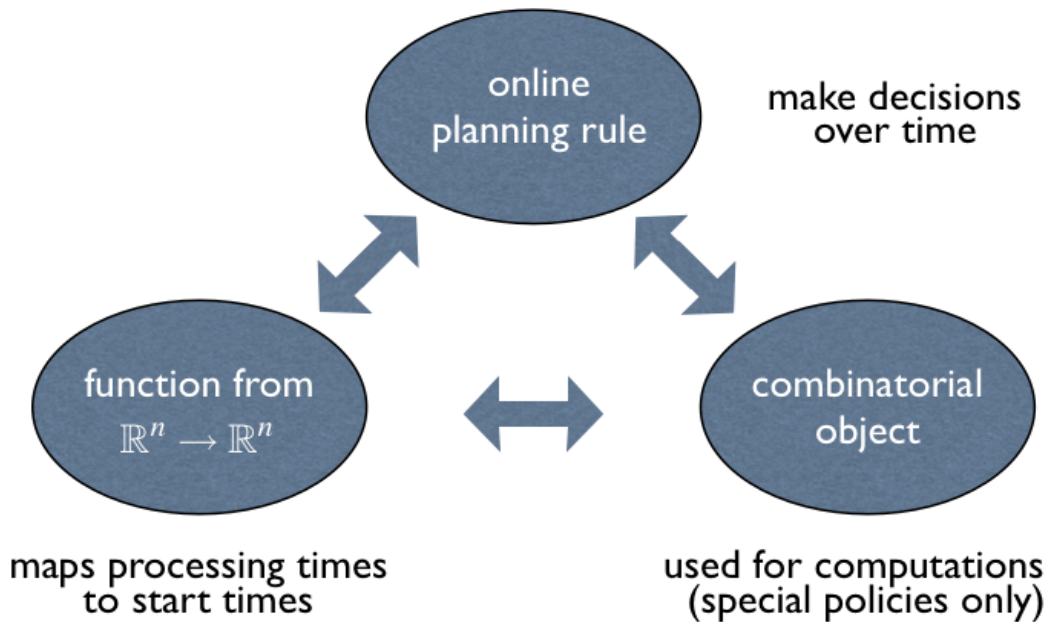 online
planning rule
make decisions
over time
function from
ℝⁿ → ℝⁿ
combinatorial
object
maps processing times
to start times
used for computations
(special policies only)